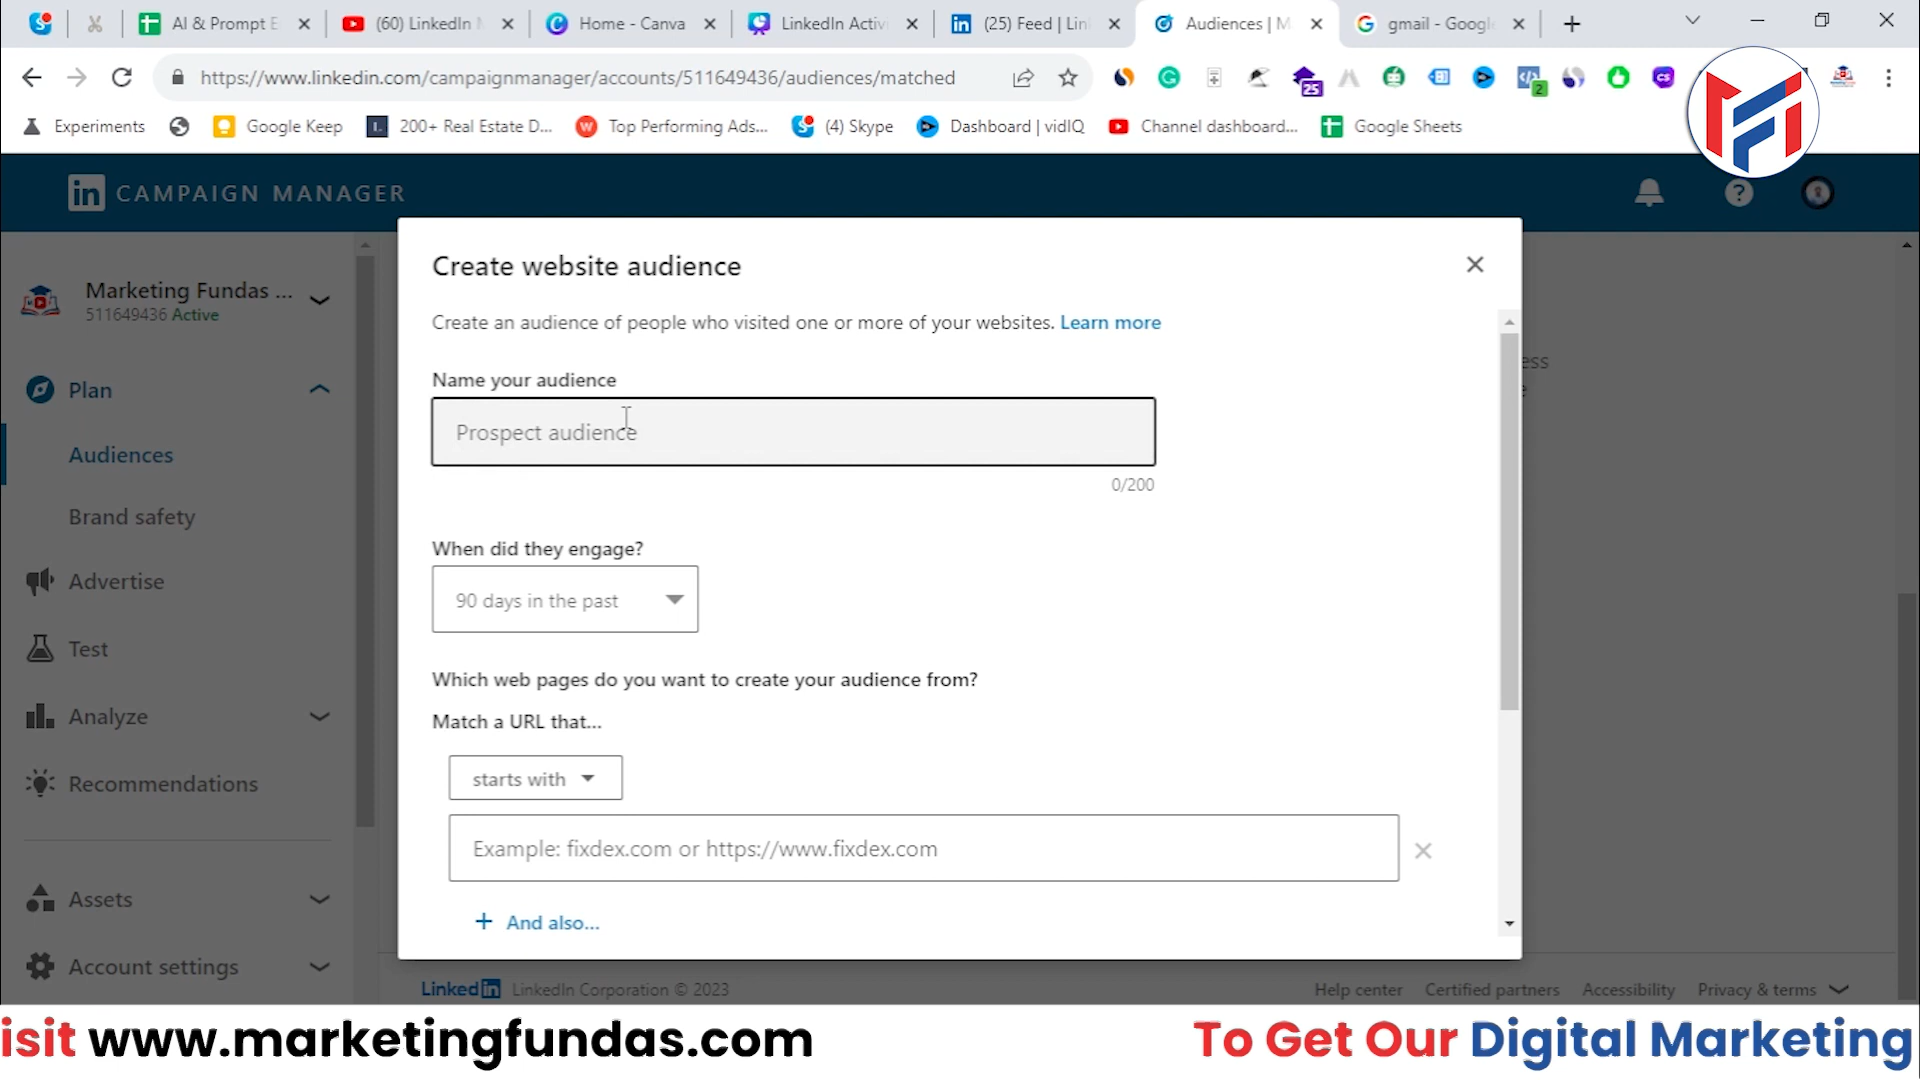 AI & Prompt E
(60) LinkedIn
Home - Canva
LinkedIn Activ
(25) Feed | Lin
Audiences | M
gmail - Google
https://www.linkedin.com/campaignmanager/accounts/511649436/audiences/matched
25
2
Experiments
Google Keep
200+ Real Estate D...
Top Performing Ads...
(4) Skype
Dashboard | vidIQ
Channel dashboard...
Google Sheets
in CAMPAIGN MANAGER
Marketing Fundas ...
511649436 Active
Plan
Audiences
Brand safety
Advertise
Test
Analyze
Recommendations
Assets
Account settings
Create website audience
Create an audience of people who visited one or more of your websites. Learn more
Name your audience
Prospect audience
0/200
When did they engage?
90 days in the past
Which web pages do you want to create your audience from?
Match a URL that...
starts with
Example: fixdex.com or https://www.fixdex.com
+ And also...
ess
LinkedIn LinkedIn Corporation © 2023
Help center
Certified partners
Accessibility
Privacy & terms
isit www.marketingfundas.com
To Get Our Digital Marketing